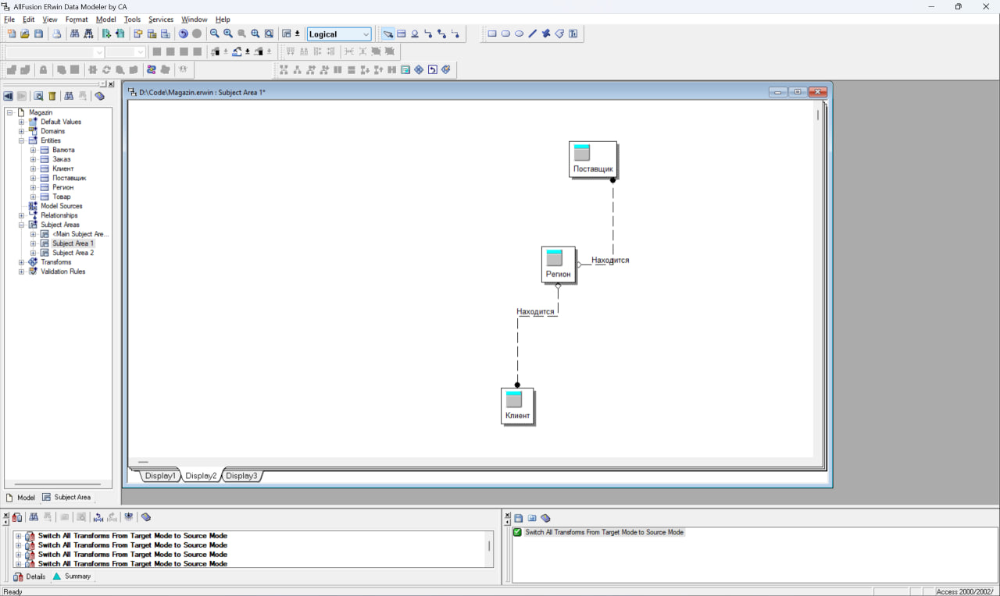 AllFusion ERwin Data Modeler by CA
File Edit View Format Model Tools Services Window Help
Logical
D:\Code\Magazin.erwin : Subject Area 1*
Magazin
Default Values
Domains
Entities
Валюта
Заказ
Клиент
Поставщик
Регион
Товар
Model Sources
Relationships
Subject Areas
<Main Subject Are...
Subject Area 1
Subject Area 2
Transforms
Validation Rules
Поставщик
Находится
Регион
Находится
Клиент
Display1 Display2 Display3
Model Subject Area
Switch All Transforms From Target Mode to Source Mode
Switch All Transforms From Target Mode to Source Mode
Switch All Transforms From Target Mode to Source Mode
Switch All Transforms From Target Mode to Source Mode
Details Summary
Switch All Transforms From Target Mode to Source Mode
Ready
Access 2000/2002/